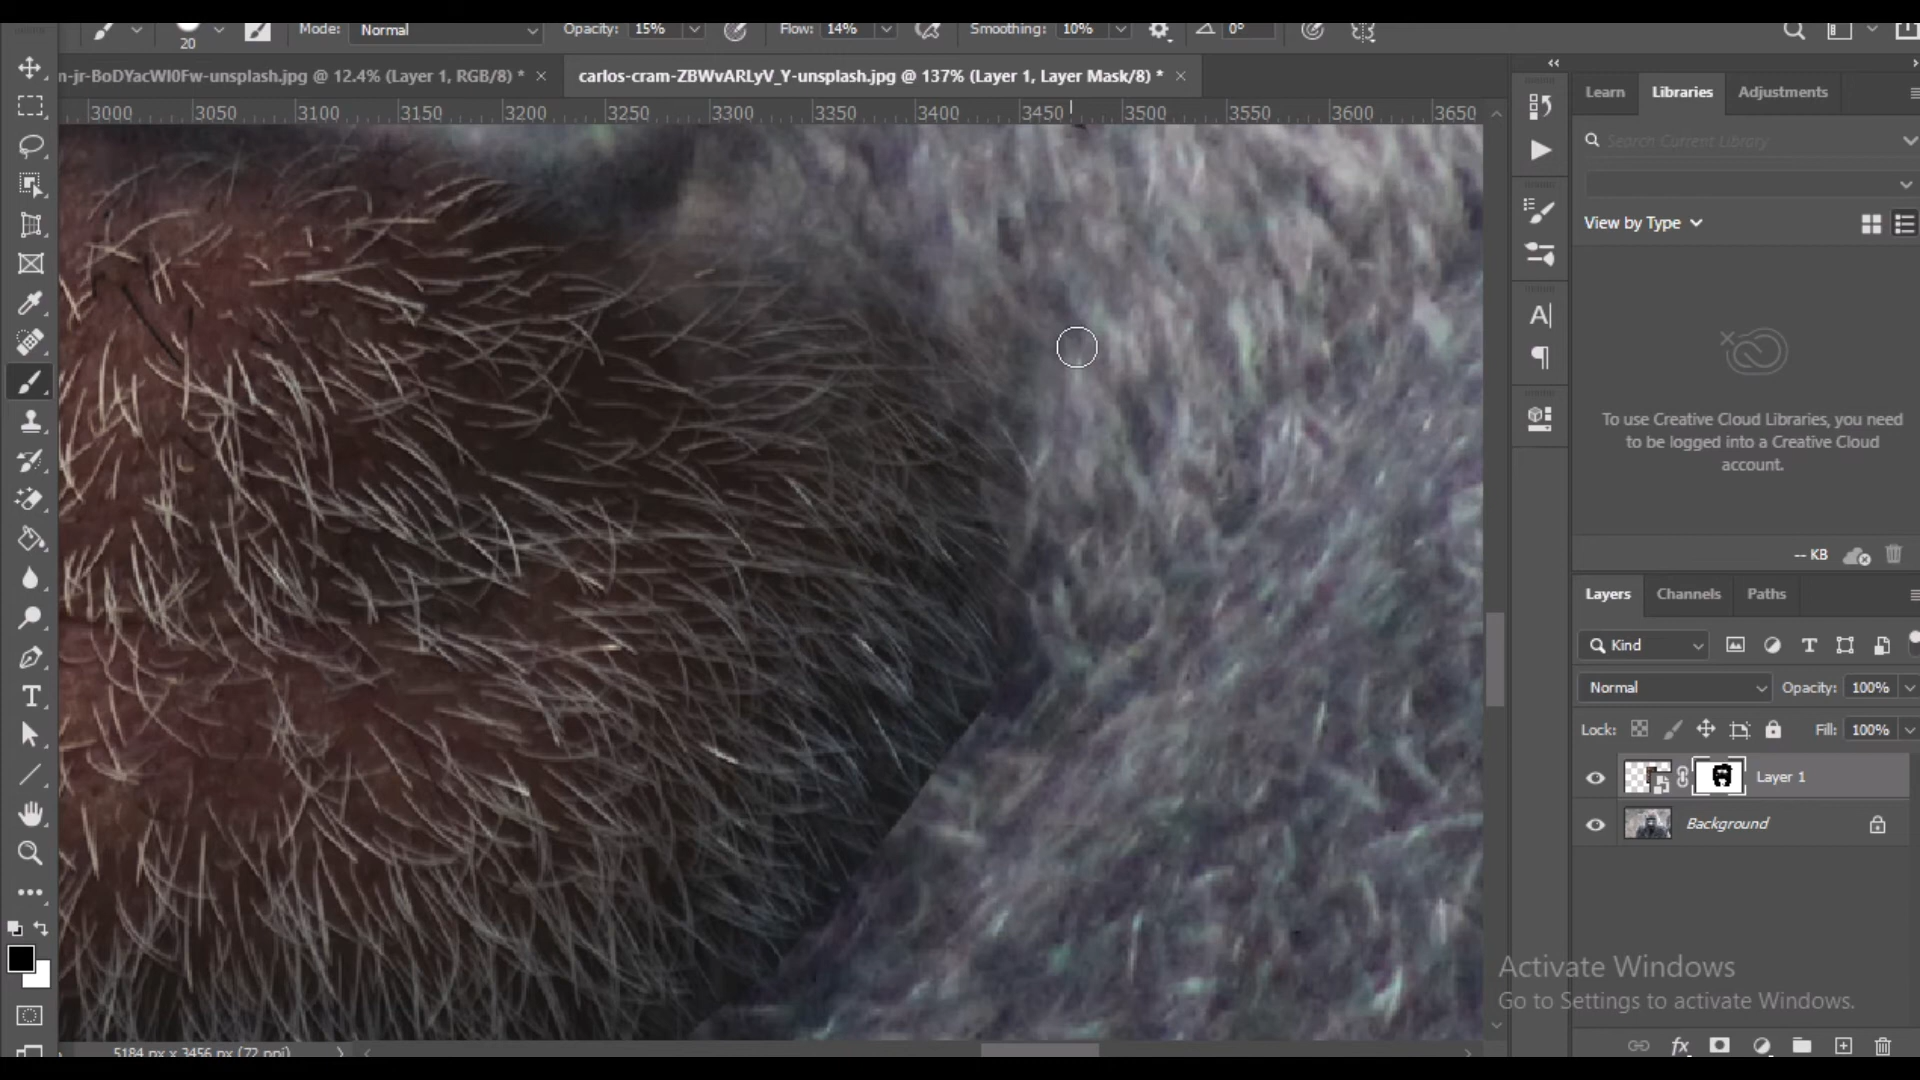 20
Mode: Normal
Opacity: 15%
Flow: 14%
Smoothing: 10%
0°
n-jr-BoDYacWl0Fw-unsplash.jpg @ 12.4% (Layer 1, RGB/8) *
carlos-cram-ZBWvARLyV_Y-unsplash.jpg @ 137% (Layer 1, Layer Mask/8) *
3000 3050 3100 3150 3200 3250 3300 3350 3400 3450 3500 3550 3600 3650
Learn Libraries Adjustments
Search Current Library
View by Type
To use Creative Cloud Libraries, you need
to be logged into a Creative Cloud
account.
-- KB
Layers Channels Paths
Kind
Normal Opacity: 100%
Lock: Fill: 100%
Layer 1
Background
Activate Windows
Go to Settings to activate Windows.
5184 px x 3456 px (72 ppi)